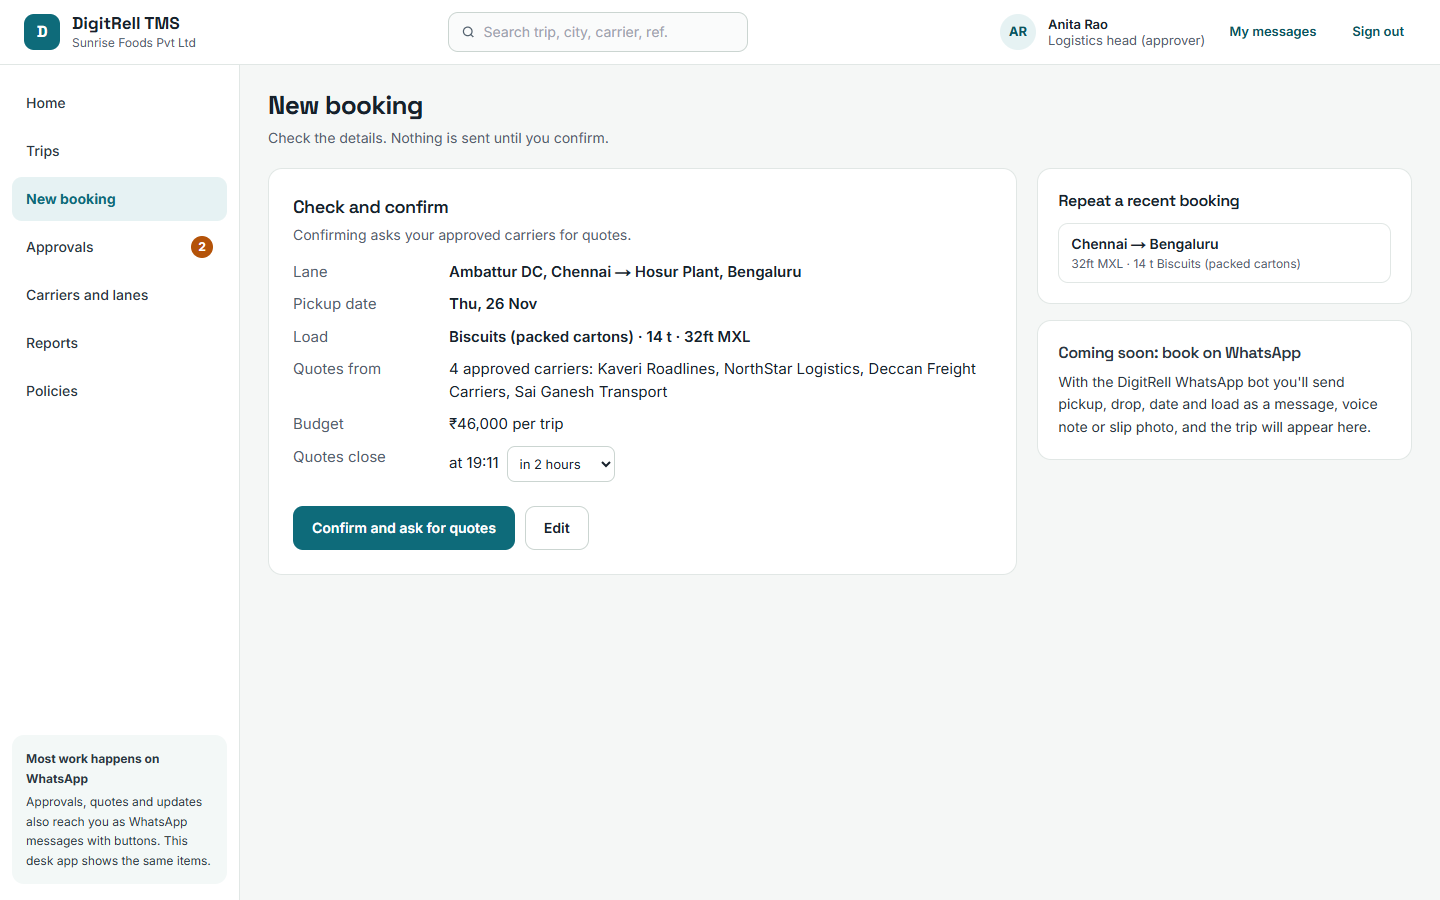 D
DigitRell TMS
Sunrise Foods Pvt Ltd
Search trip, city, carrier, ref.
AR
Anita Rao
Logistics head (approver)
My messages
Sign out
Home
Trips
New booking
Approvals
2
Carriers and lanes
Reports
Policies
Most work happens on
WhatsApp
Approvals, quotes and updates
also reach you as WhatsApp
messages with buttons. This
desk app shows the same items.
New booking
Check the details. Nothing is sent until you confirm.
Check and confirm
Confirming asks your approved carriers for quotes.
Lane Ambattur DC, Chennai → Hosur Plant, Bengaluru
Pickup date Thu, 26 Nov
Load Biscuits (packed cartons) · 14 t · 32ft MXL
Quotes from 4 approved carriers: Kaveri Roadlines, NorthStar Logistics, Deccan Freight
Carriers, Sai Ganesh Transport
Budget ₹46,000 per trip
Quotes close at 19:11 in 2 hours
Confirm and ask for quotes
Edit
Repeat a recent booking
Chennai → Bengaluru
32ft MXL · 14 t Biscuits (packed cartons)
Coming soon: book on WhatsApp
With the DigitRell WhatsApp bot you'll send
pickup, drop, date and load as a message, voice
note or slip photo, and the trip will appear here.